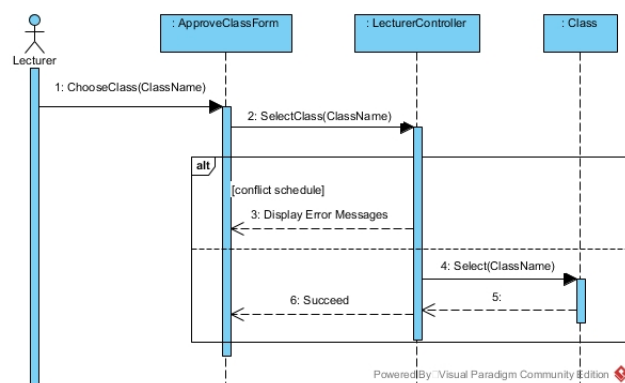 : ApproveClassForm
: LecturerController
: Class
Lecturer
1: ChooseClass(ClassName)
2: SelectClass(ClassName)
alt
[conflict schedule]
3: Display Error Messages
4: Select(ClassName)
5:
6: Succeed
Powered By Visual Paradigm Community Edition